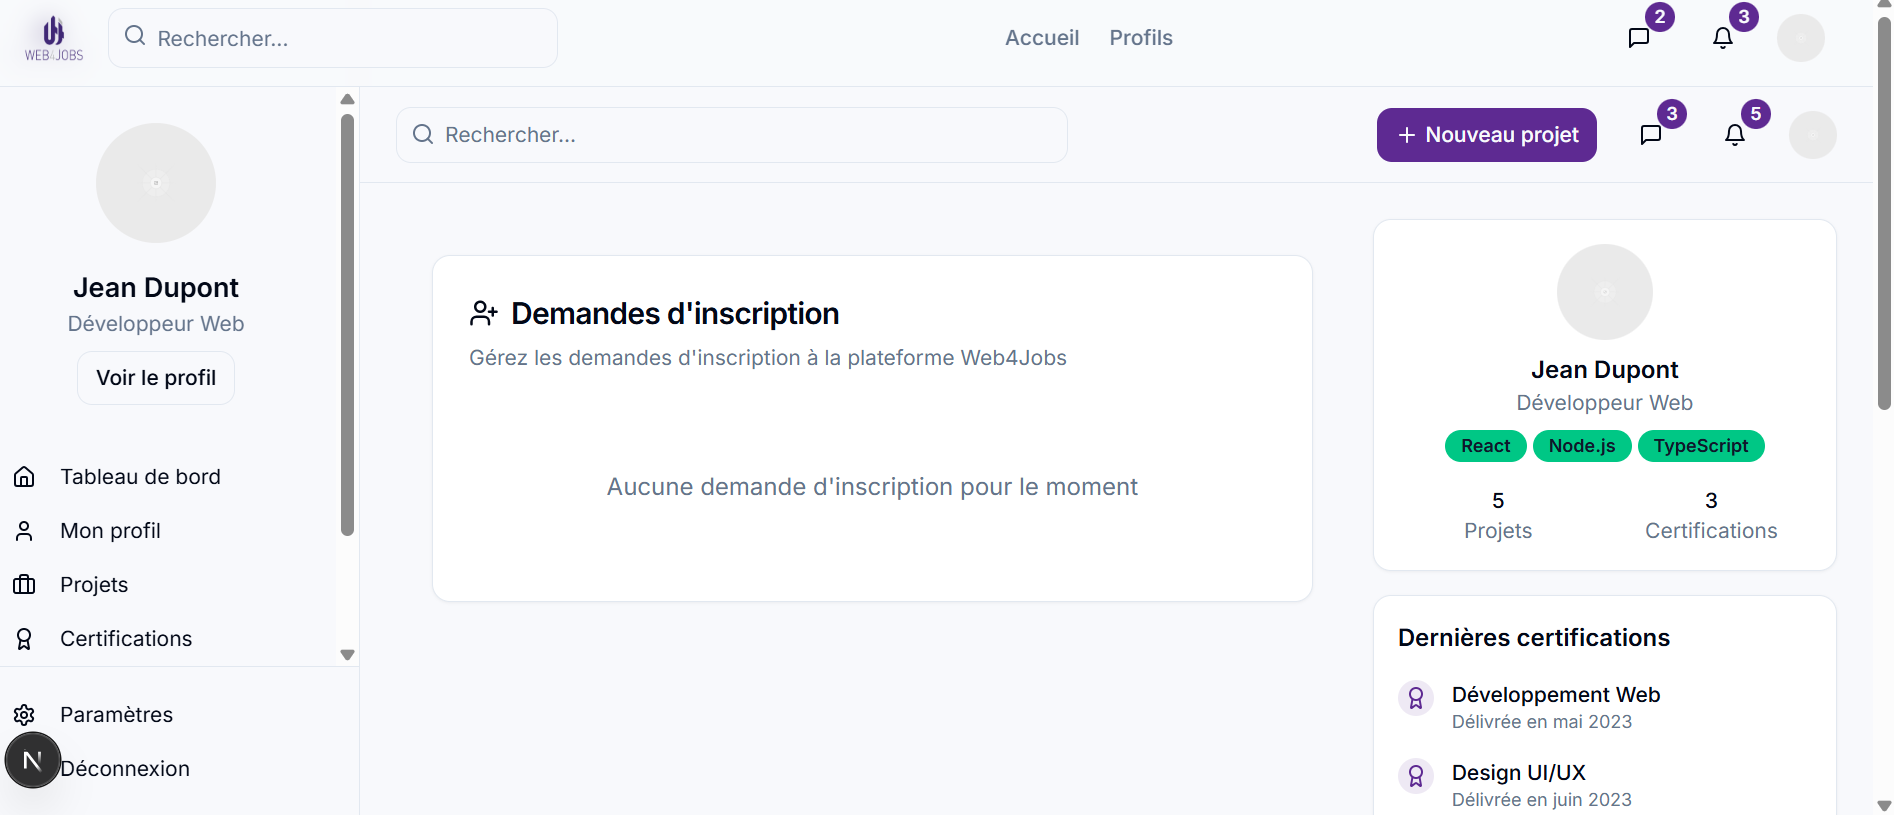 WEB4JOBS
Rechercher...
Accueil
Profils
2
3
Rechercher...
+ Nouveau projet
3
5
Jean Dupont
Développeur Web
Voir le profil
Tableau de bord
Mon profil
Projets
Certifications
Paramètres
N
Déconnexion
Demandes d'inscription
Gérez les demandes d'inscription à la plateforme Web4Jobs
Aucune demande d'inscription pour le moment
Jean Dupont
Développeur Web
React Node.js TypeScript
5 3
Projets Certifications
Dernières certifications
Développement Web
Délivrée en mai 2023
Design UI/UX
Délivrée en juin 2023